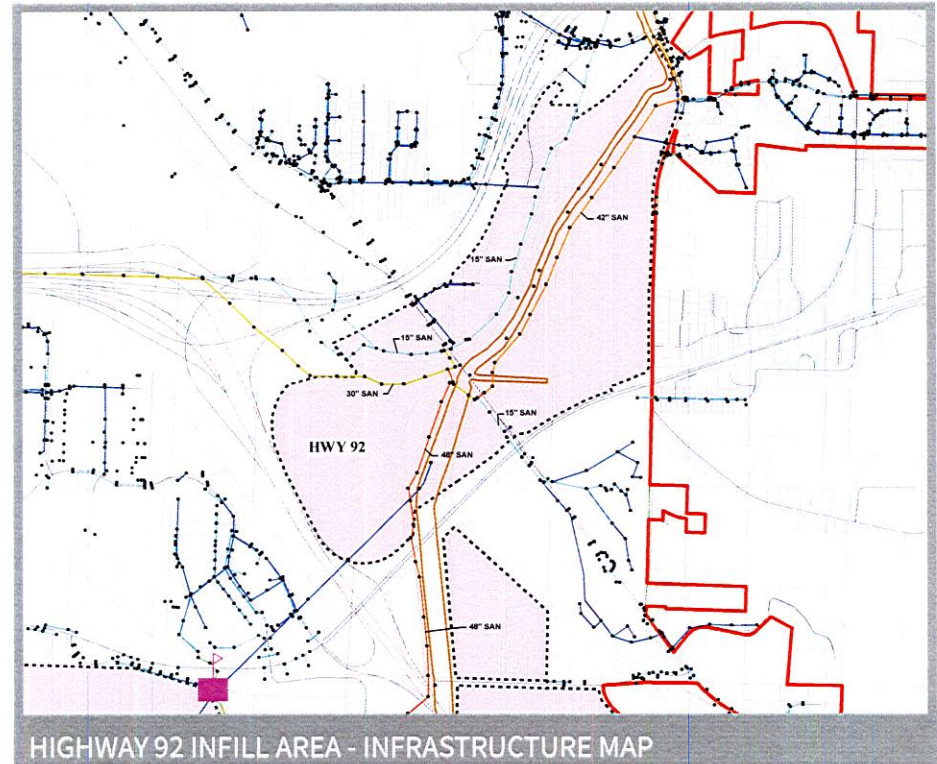 42" SAN
15" SAN
15" SAN
30" SAN
15" SAN
HWY 92
48" SAN
48" SAN
HIGHWAY 92 INFILL AREA - INFRASTRUCTURE MAP